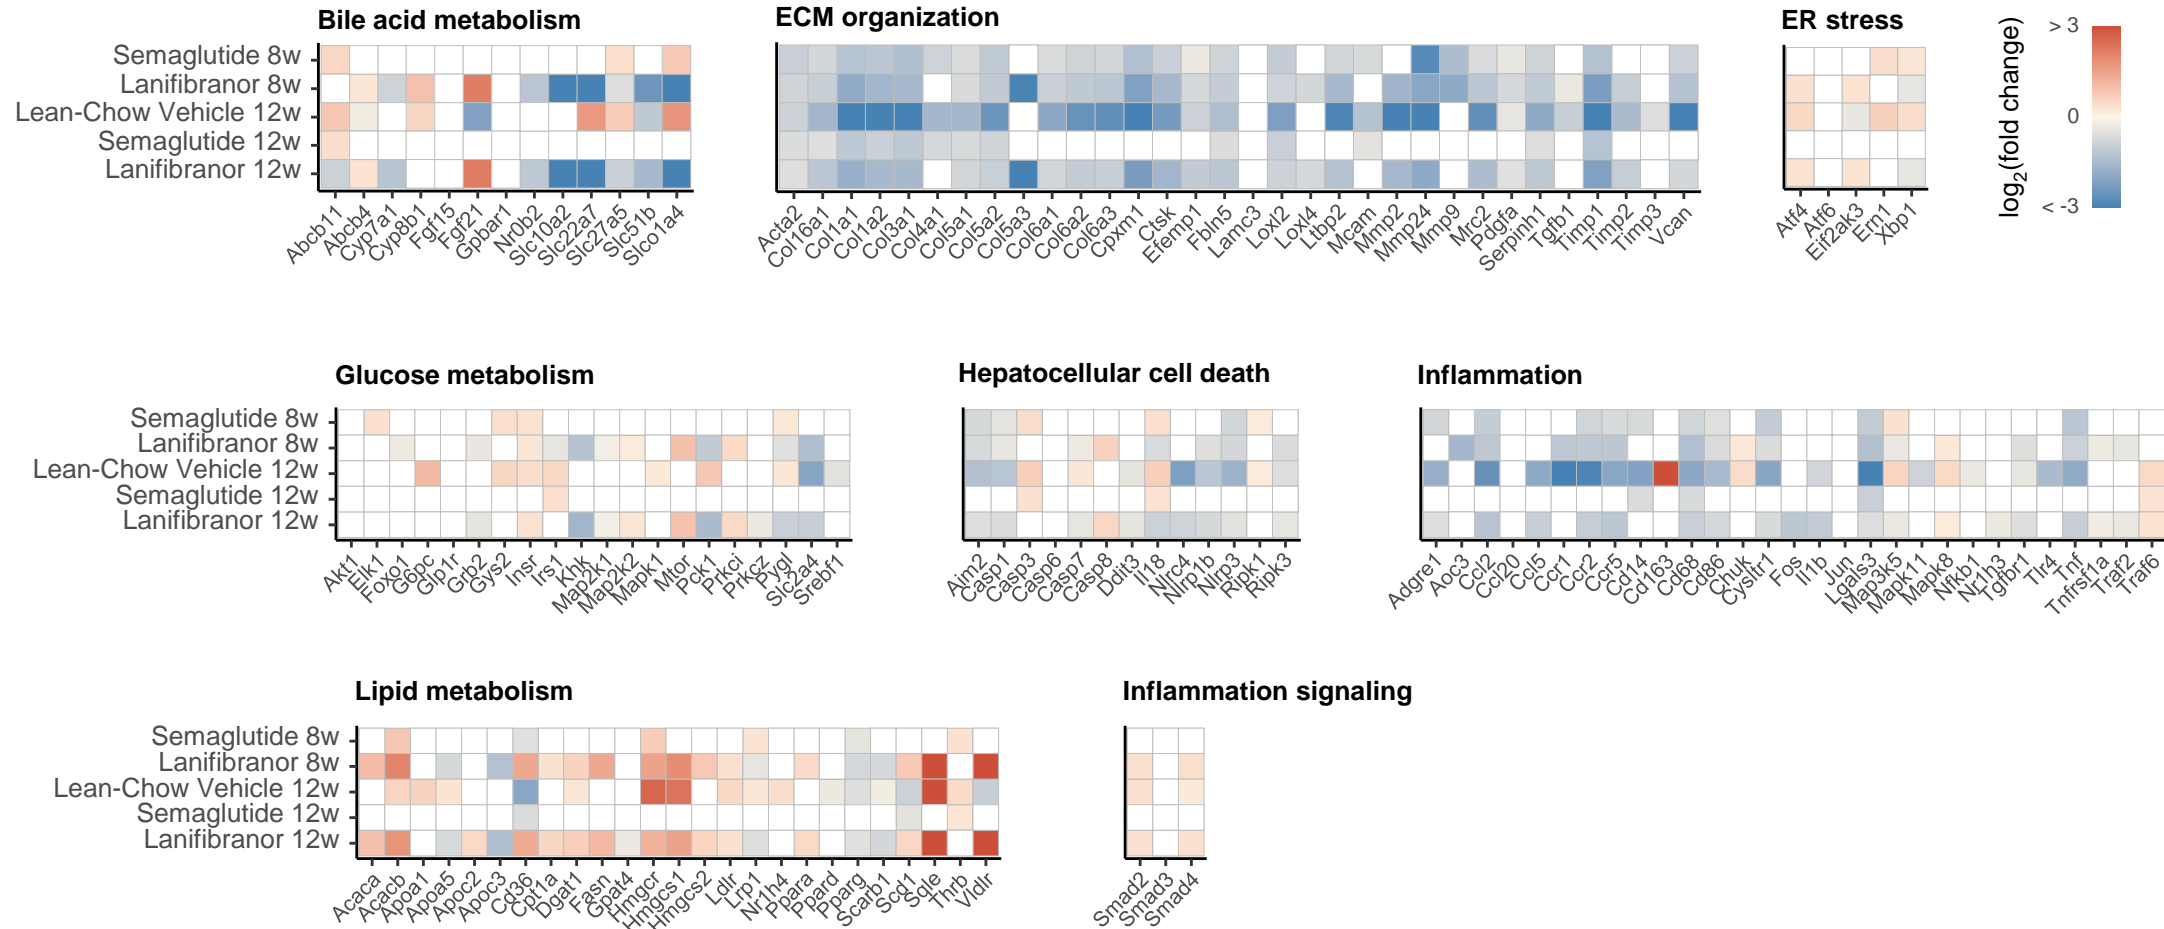 Bile acid metabolism
ECM organization
ER stress
Semaglutide 8w
Lanifibranor 8w
Lean-Chow Vehicle 12w
Semaglutide 12w
Lanifibranor 12w
Abcb11
Abcb4
Cyp7a1
Cyp8b1
Fgf15
Fgf21
Gpbar1
Nr0b2
Slc10a2
Slc22a7
Slc27a5
Slc51b
Slco1a4
Acta2
Col16a1
Col1a1
Col1a2
Col3a1
Col4a1
Col5a1
Col5a2
Col5a3
Col6a1
Col6a2
Col6a3
Cpxm1
Ctsk
Efemp1
Fbln5
Lamc3
Loxl2
Loxl4
Ltbp2
Mcam
Mmp2
Mmp24
Mmp9
Mrc2
Pdgfa
Serpinh1
Tgfb1
Timp1
Timp2
Timp3
Vcan
Atf4
Atf6
Eif2ak3
Ern1
Xbp1
log2(fold change)
> 3
0
< -3
Glucose metabolism
Hepatocellular cell death
Inflammation
Semaglutide 8w
Lanifibranor 8w
Lean-Chow Vehicle 12w
Semaglutide 12w
Lanifibranor 12w
Akt1
Elk1
Foxo1
G6pc
Glp1r
Grb2
Gys2
Insr
Irs1
Khk
Map2k1
Map2k2
Mapk1
Mtor
Pck1
Prkci
Prkcz
Pygl
Slc2a4
Srebf1
Aim2
Casp1
Casp3
Casp6
Casp7
Casp8
Ddit3
Il18
Nlrc4
Nlrp1b
Nlrp3
Ripk1
Ripk3
Adgre1
Aoc3
Ccl2
Ccl20
Ccl5
Ccr1
Ccr2
Ccr5
Cd14
Cd163
Cd68
Cd86
Chuk
Cysltr1
Fos
Il1b
Jun
Lgals3
Map3k5
Mapk11
Mapk8
Nfkb1
Nr1h3
Tgfbr1
Tlr4
Tnf
Tnfrsf1a
Traf2
Traf6
Lipid metabolism
Inflammation signaling
Semaglutide 8w
Lanifibranor 8w
Lean-Chow Vehicle 12w
Semaglutide 12w
Lanifibranor 12w
Acaca
Acacb
Apoa1
Apoa5
Apoc2
Apoc3
Cd36
Cpt1a
Dgat1
Fasn
Gpat4
Hmgcr
Hmgcs1
Hmgcs2
Ldlr
Lrp1
Nr1h4
Ppara
Ppard
Pparg
Scarb1
Scd1
Sqle
Thrb
Vldlr
Smad2
Smad3
Smad4